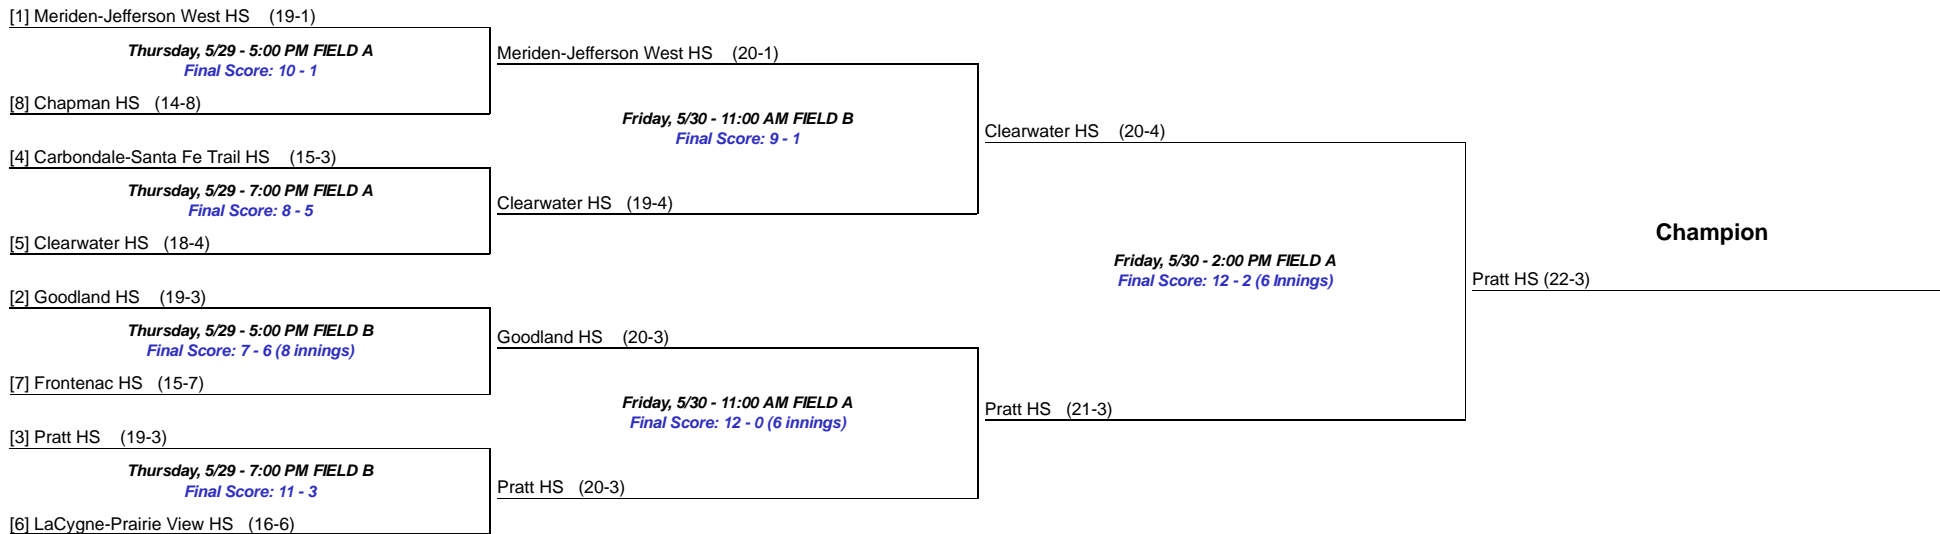 [1] Meriden-Jefferson West HS (19-1)
Thursday, 5/29 - 5:00 PM FIELD A
Final Score: 10 - 1
[8] Chapman HS (14-8)
[4] Carbondale-Santa Fe Trail HS (15-3)
Thursday, 5/29 - 7:00 PM FIELD A
Final Score: 8 - 5
[5] Clearwater HS (18-4)
[2] Goodland HS (19-3)
Thursday, 5/29 - 5:00 PM FIELD B
Final Score: 7 - 6 (8 innings)
[7] Frontenac HS (15-7)
[3] Pratt HS (19-3)
Thursday, 5/29 - 7:00 PM FIELD B
Final Score: 11 - 3
[6] LaCygne-Prairie View HS (16-6)
Meriden-Jefferson West HS (20-1)
Friday, 5/30 - 11:00 AM FIELD B
Final Score: 9 - 1
Clearwater HS (19-4)
Goodland HS (20-3)
Friday, 5/30 - 11:00 AM FIELD A
Final Score: 12 - 0 (6 innings)
Pratt HS (20-3)
Clearwater HS (20-4)
Friday, 5/30 - 2:00 PM FIELD A
Final Score: 12 - 2 (6 Innings)
Pratt HS (21-3)
Champion
Pratt HS (22-3)